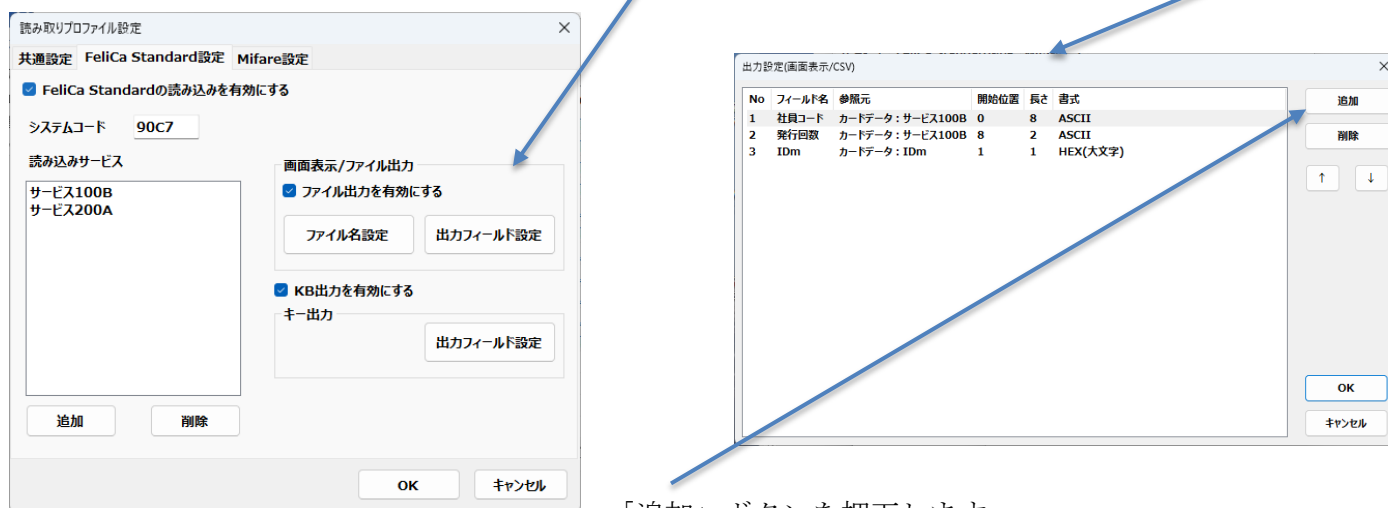 読み取りプロファイル設定
共通設定 FeliCa Standard設定 Mifare設定
FeliCa Standardの読み込みを有効にする
システムコード 90C7
読み込みサービス
サービス100B
サービス200A
追加 削除
画面表示/ファイル出力
ファイル出力を有効にする
ファイル名設定 出力フィールド設定
KB出力を有効にする
キー出力
出力フィールド設定
OK キャンセル
出力設定(画面表示/CSV)
No フィールド名 参照元 開始位置 長さ 書式
1 社員コード カードデータ : サービス100B 0 8 ASCII
2 発行回数 カードデータ : サービス100B 8 2 ASCII
3 IDm カードデータ : IDm 1 1 HEX(大文字)
追加
削除
↑ ↓
OK
キャンセル
「追加」ボタンを押下します